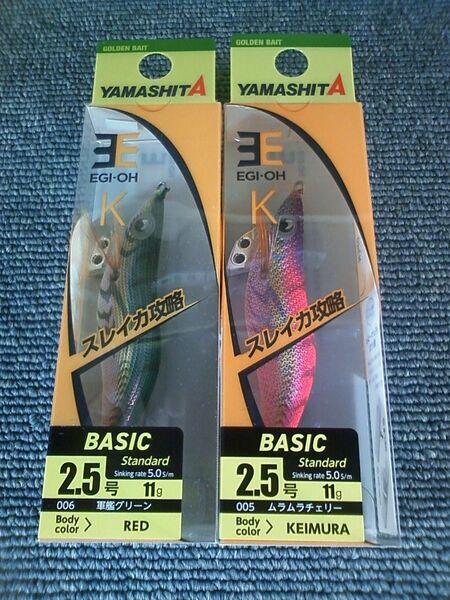 GOLDEN BAIT
YAMASHITA
EGI-OH
K
スレイカ攻略
BASIC
Standard
Sinking rate 5.0 s/m
2.5号 11g
006 軍艦グリーン
Body color > RED
GOLDEN BAIT
YAMASHITA
EGI-OH
K
スレイカ攻略
BASIC
Standard
Sinking rate 5.0 s/m
2.5号 11g
005 ムラムラチェリー
Body color > KEIMURA